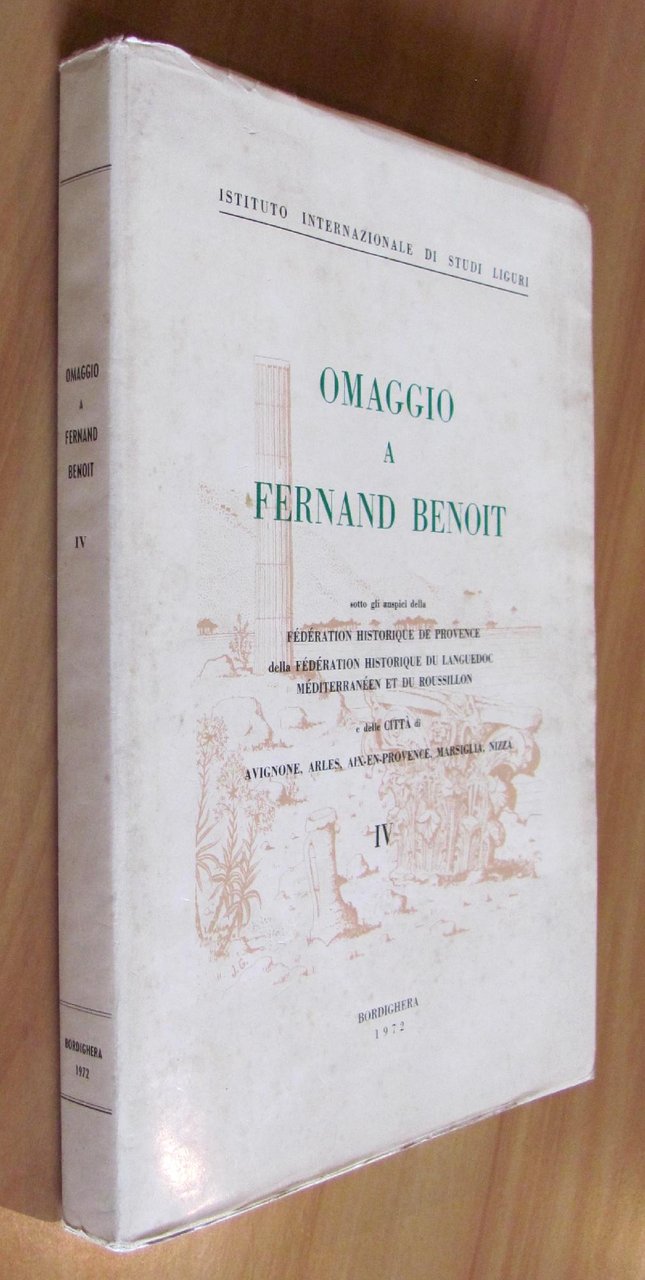 ISTITUTO INTERNAZIONALE DI STUDI LIGURI
OMAGGIO
A
FERNAND BENOIT
sotto gli auspici della
FÉDÉRATION HISTORIQUE DE PROVENCE
della FÉDÉRATION HISTORIQUE DU LANGUEDOC
MÉDITERRANÉEN ET DU ROUSSILLON
e delle CITTÀ di
AVIGNONE, ARLES, AIX-EN-PROVENCE, MARSIGLIA, NIZZA
IV
"J.G."
BORDIGHERA
1972
OMAGGIO
A
FERNAND
BENOIT
IV
BORDIGHERA
1972